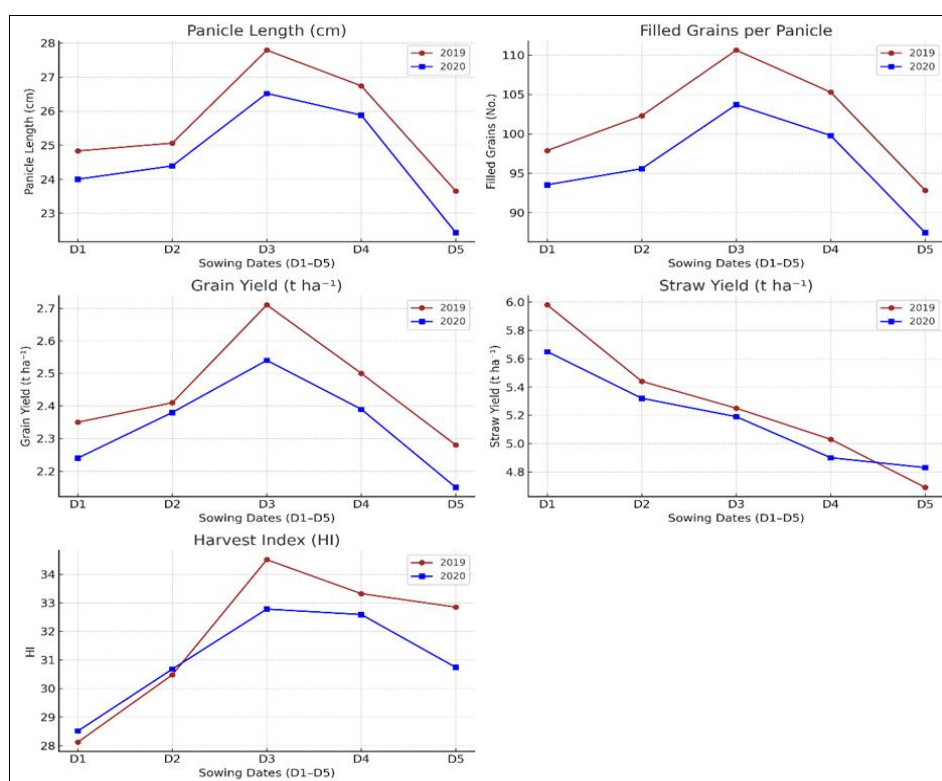 Panicle Length (cm)
28
27
26
25
24
23
Panicle Length (cm)
2019
2020
D1 D2 D3 D4 D5
Sowing Dates (D1–D5)
Filled Grains per Panicle
110
105
100
95
90
Filled Grains (No.)
2019
2020
D1 D2 D3 D4 D5
Sowing Dates (D1–D5)
Grain Yield (t ha⁻¹)
2.7
2.6
2.5
2.4
2.3
2.2
Grain Yield (t ha⁻¹)
2019
2020
D1 D2 D3 D4 D5
Sowing Dates (D1–D5)
Straw Yield (t ha⁻¹)
6.0
5.8
5.6
5.4
5.2
5.0
4.8
Straw Yield (t ha⁻¹)
2019
2020
D1 D2 D3 D4 D5
Sowing Dates (D1–D5)
Harvest Index (HI)
34
33
32
31
30
29
28
HI
2019
2020
D1 D2 D3 D4 D5
Sowing Dates (D1–D5)